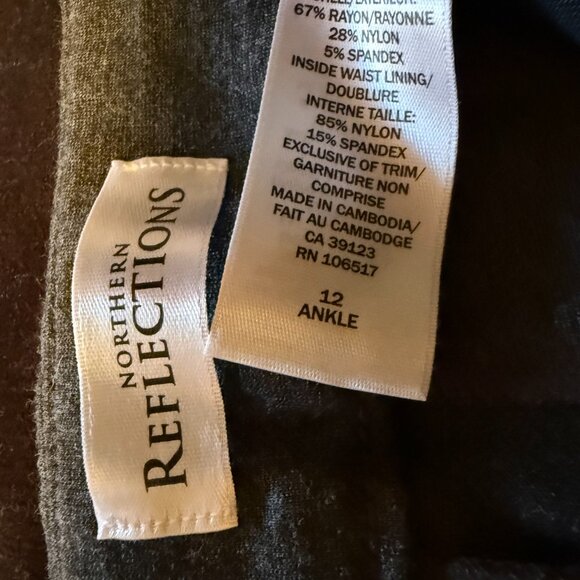 67% RAYON/RAYONNE
28% NYLON
5% SPANDEX
INSIDE WAIST LINING/
DOUBLURE
INTERNE TAILLE:
85% NYLON
15% SPANDEX
EXCLUSIVE OF TRIM/
GARNITURE NON
COMPRISE
MADE IN CAMBODIA/
FAIT AU CAMBODGE
CA 39123
RN 106517
12
ANKLE
NORTHERN
REFLECTIONS